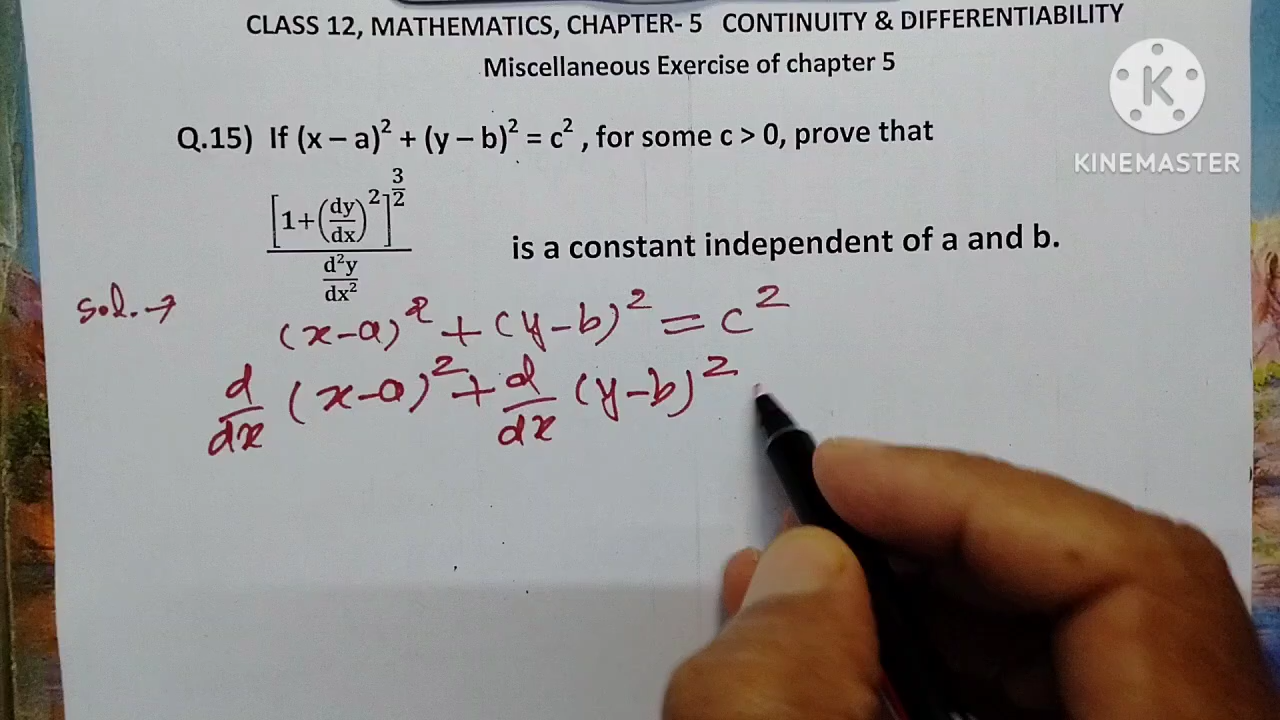 CLASS 12, MATHEMATICS, CHAPTER- 5 CONTINUITY & DIFFERENTIABILITY
Miscellaneous Exercise of chapter 5
K
KINEMASTER
Q.15) If (x – a)² + (y – b)² = c² , for some c > 0, prove that
[1+(dy/dx)²]^(3/2) / (d²y/dx²) is a constant independent of a and b.
Sol. →
(x-a)² + (y-b)² = c²
d/dx (x-a)² + d/dx (y-b)²